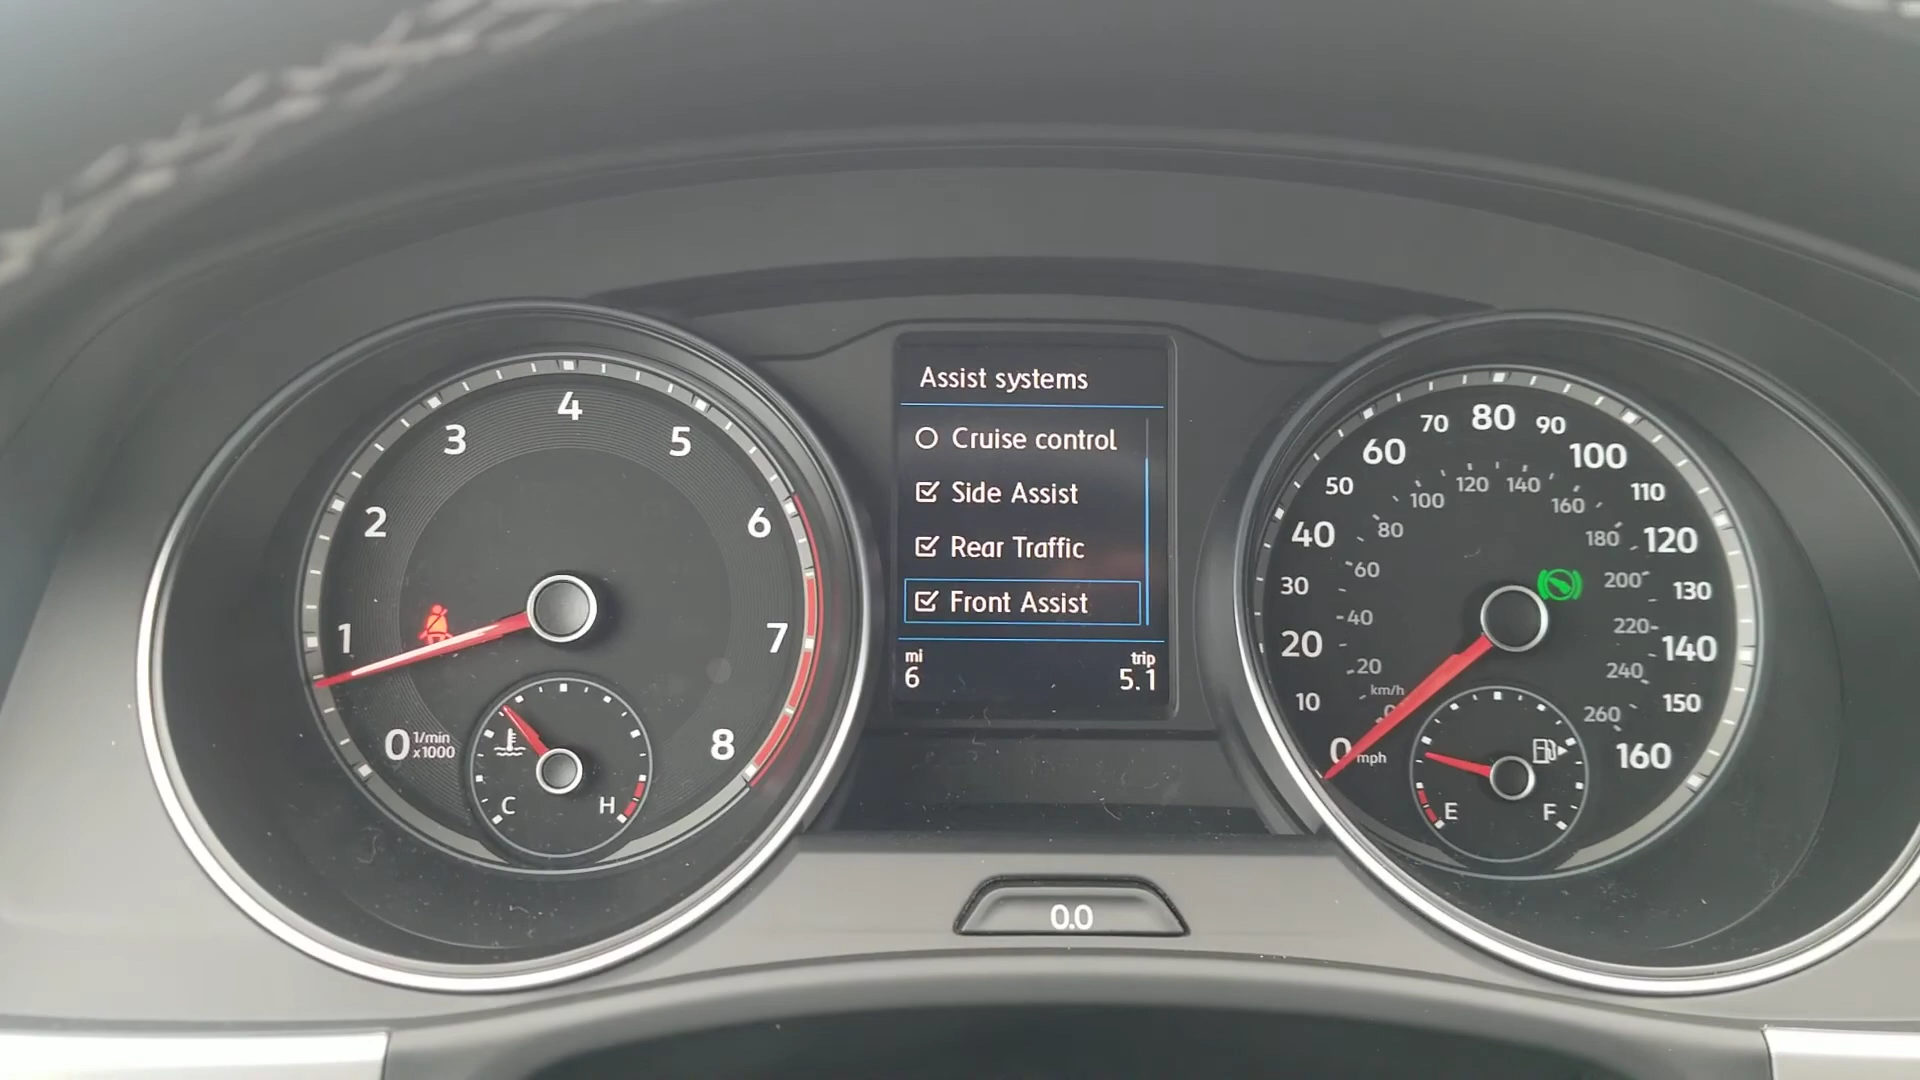 Assist systems
Cruise control
Side Assist
Rear Traffic
Front Assist
mi
6
trip
5.1
0
1/min
x1000
1
2
3
4
5
6
7
8
C
H
0
mph
10
20
30
40
50
60
70
80
90
100
110
120
130
140
150
160
km/h
0
20
40
60
80
100
120
140
160
180
200
220
240
260
E
F
0.0